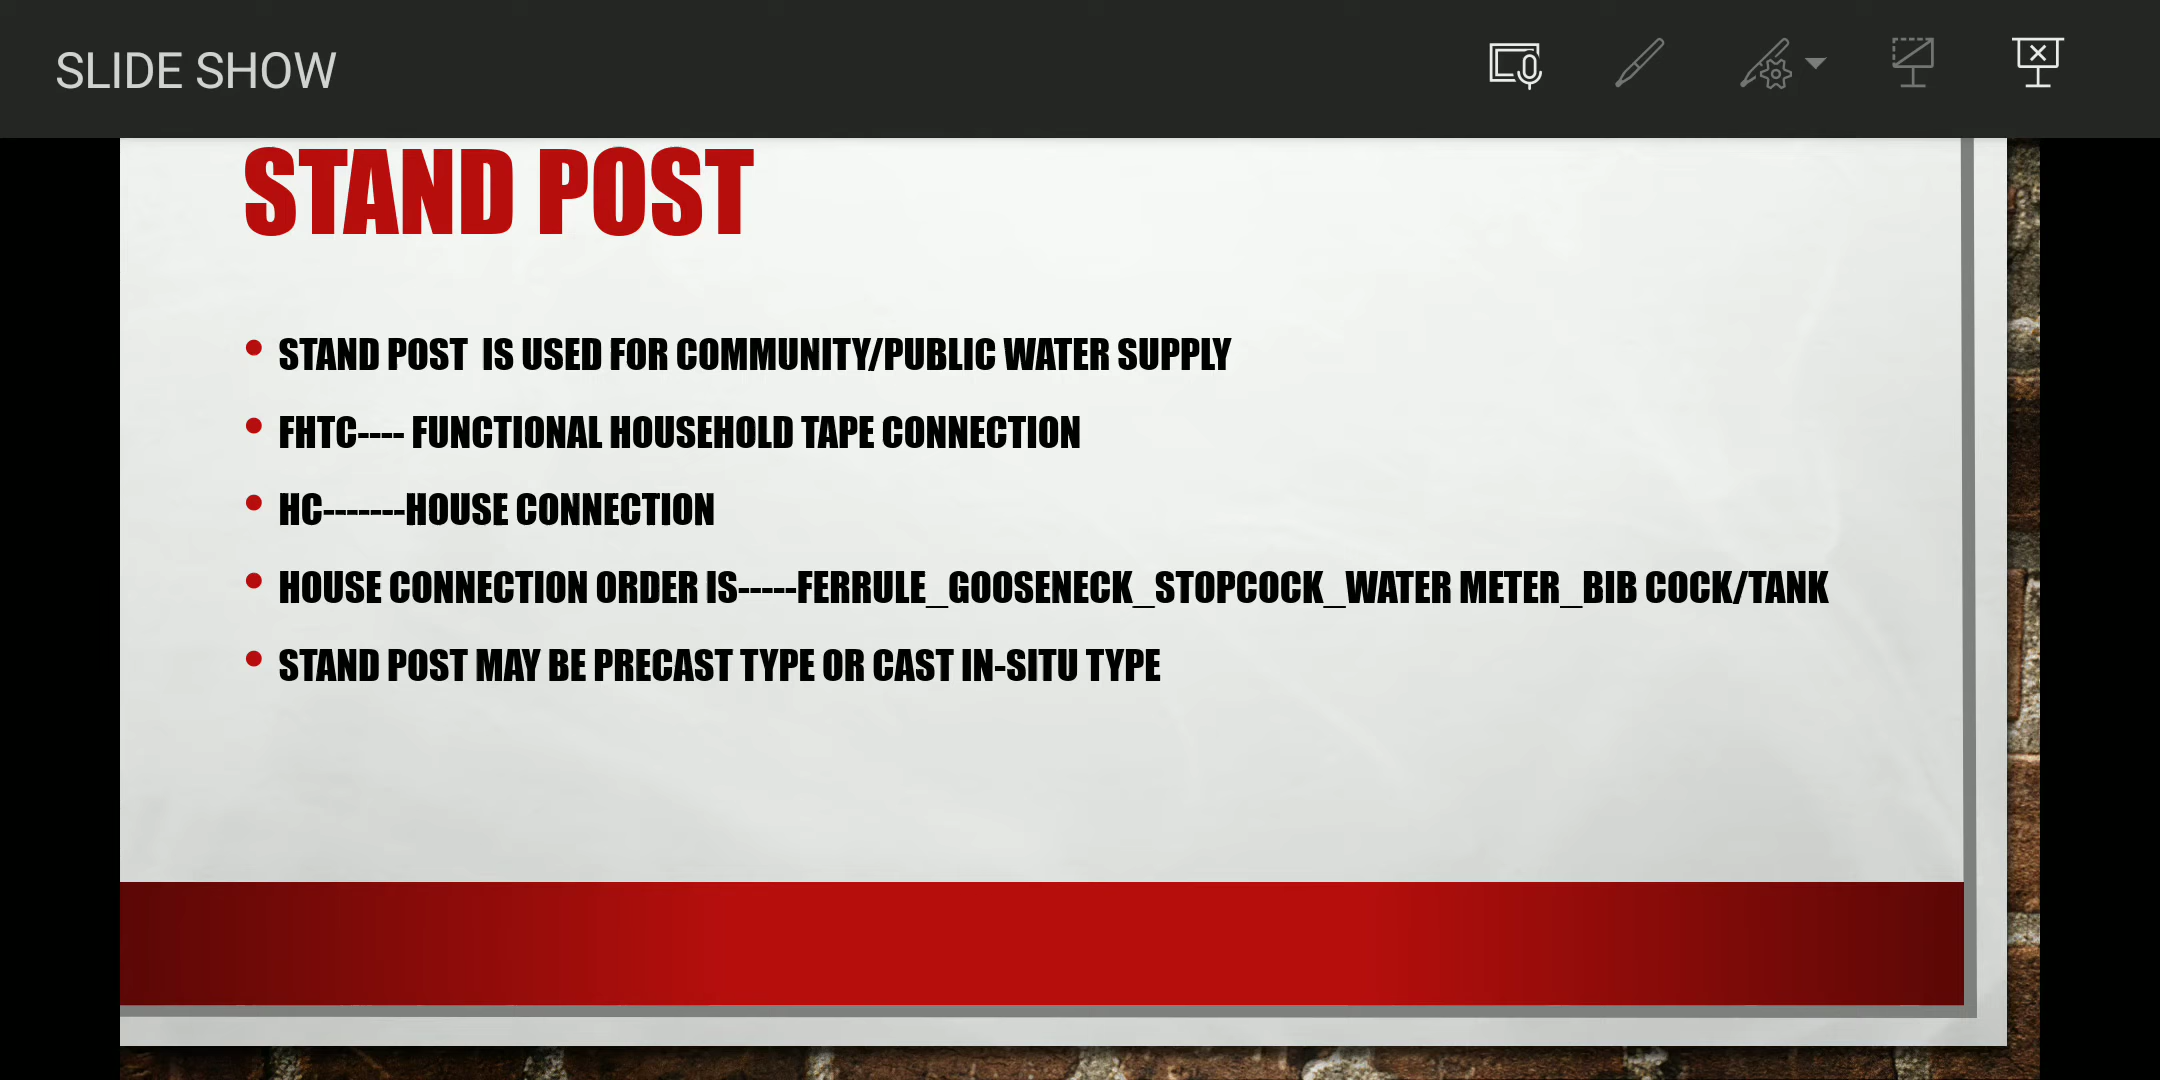 SLIDE SHOW
STAND POST
• STAND POST  IS USED FOR COMMUNITY/PUBLIC WATER SUPPLY
• FHTC---- FUNCTIONAL HOUSEHOLD TAPE CONNECTION
• HC-------HOUSE CONNECTION
• HOUSE CONNECTION ORDER IS-----FERRULE_GOOSENECK_STOPCOCK_WATER METER_BIB COCK/TANK
• STAND POST MAY BE PRECAST TYPE OR CAST IN-SITU TYPE